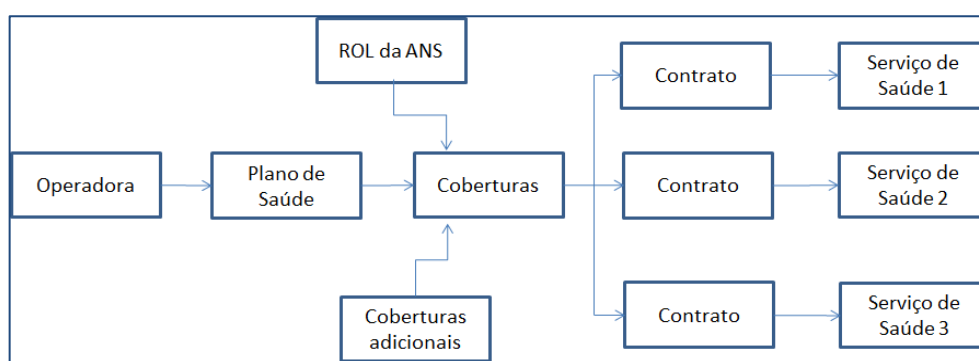 ROL da ANS
Contrato
Serviço de
Saúde 1
Operadora
Plano de
Saúde
Coberturas
Contrato
Serviço de
Saúde 2
Coberturas
adicionais
Contrato
Serviço de
Saúde 3